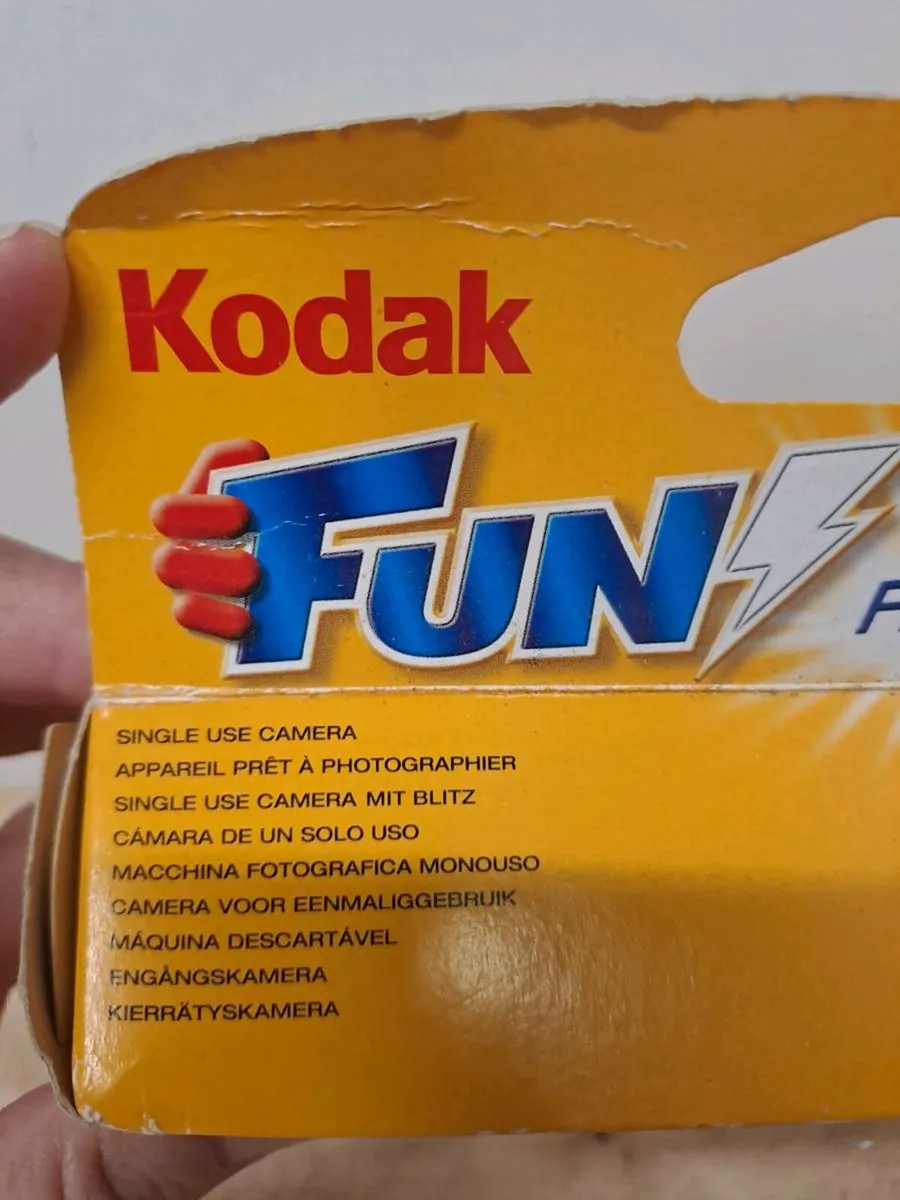 Kodak
FUN
SINGLE USE CAMERA
APPAREIL PRÊT À PHOTOGRAPHIER
SINGLE USE CAMERA MIT BLITZ
CÁMARA DE UN SOLO USO
MACCHINA FOTOGRAFICA MONOUSO
CAMERA VOOR EENMALIGGEBRUIK
MÁQUINA DESCARTÁVEL
ENGÅNGSKAMERA
KIERRÄTYSKAMERA